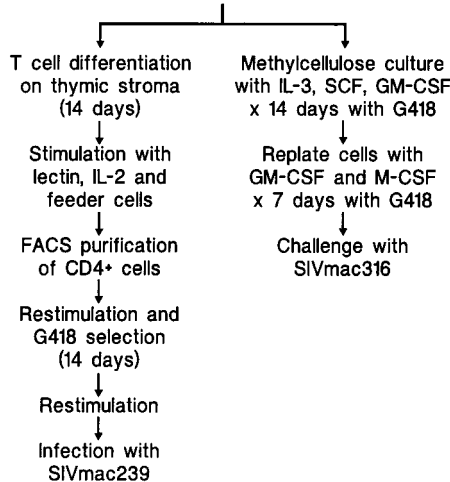 T cell differentiation
on thymic stroma
(14 days)
Stimulation with
lectin, IL-2 and
feeder cells
FACS purification
of CD4+ cells
Restimulation and
G418 selection
(14 days)
Restimulation
Infection with
SIVmac239
Methylcellulose culture
with IL-3, SCF, GM-CSF
x 14 days with G418
Replate cells with
GM-CSF and M-CSF
x 7 days with G418
Challenge with
SIVmac316